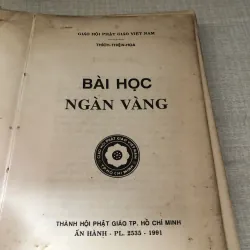 GIÁO HỘI PHẬT GIÁO VIỆT NAM
THIỀN-THIỆN-HOA
BÀI HỌC
NGÀN VÀNG
THÀNH HỘI PHẬT GIÁO TP. HỒ CHÍ MINH
ẤN HÀNH - PL. 2535 - 1991